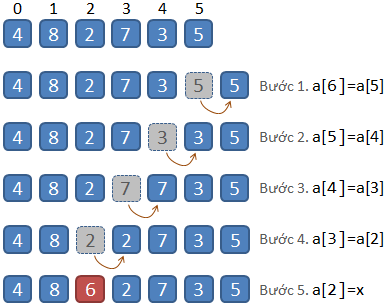 0 1 2 3 4 5
4 8 2 7 3 5
4 8 2 7 3 5 5 Bước 1. a[6]=a[5]
4 8 2 7 3 3 5 Bước 2. a[5]=a[4]
4 8 2 7 7 3 5 Bước 3. a[4]=a[3]
4 8 2 2 7 3 5 Bước 4. a[3]=a[2]
4 8 6 2 7 3 5 Bước 5. a[2]=x